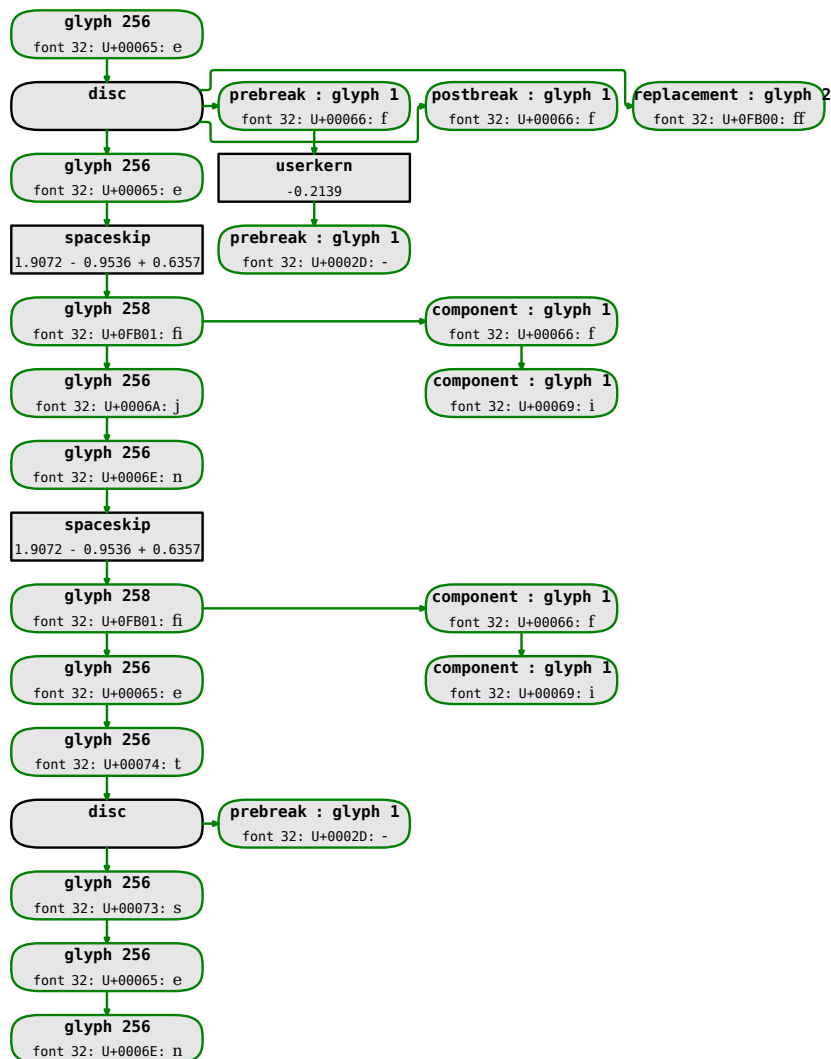 glyph 256
font 32: U+00065: e
disc
prebreak : glyph 1
font 32: U+00066: f
postbreak : glyph 1
font 32: U+00066: f
replacement : glyph 2
font 32: U+0FB00: ff
glyph 256
font 32: U+00065: e
userkern
-0.2139
spaceskip
1.9072 - 0.9536 + 0.6357
prebreak : glyph 1
font 32: U+0002D: -
glyph 258
font 32: U+0FB01: fi
component : glyph 1
font 32: U+00066: f
glyph 256
font 32: U+0006A: j
component : glyph 1
font 32: U+00069: i
glyph 256
font 32: U+0006E: n
spaceskip
1.9072 - 0.9536 + 0.6357
glyph 258
font 32: U+0FB01: fi
component : glyph 1
font 32: U+00066: f
glyph 256
font 32: U+00065: e
component : glyph 1
font 32: U+00069: i
glyph 256
font 32: U+00074: t
disc
prebreak : glyph 1
font 32: U+0002D: -
glyph 256
font 32: U+00073: s
glyph 256
font 32: U+00065: e
glyph 256
font 32: U+0006E: n